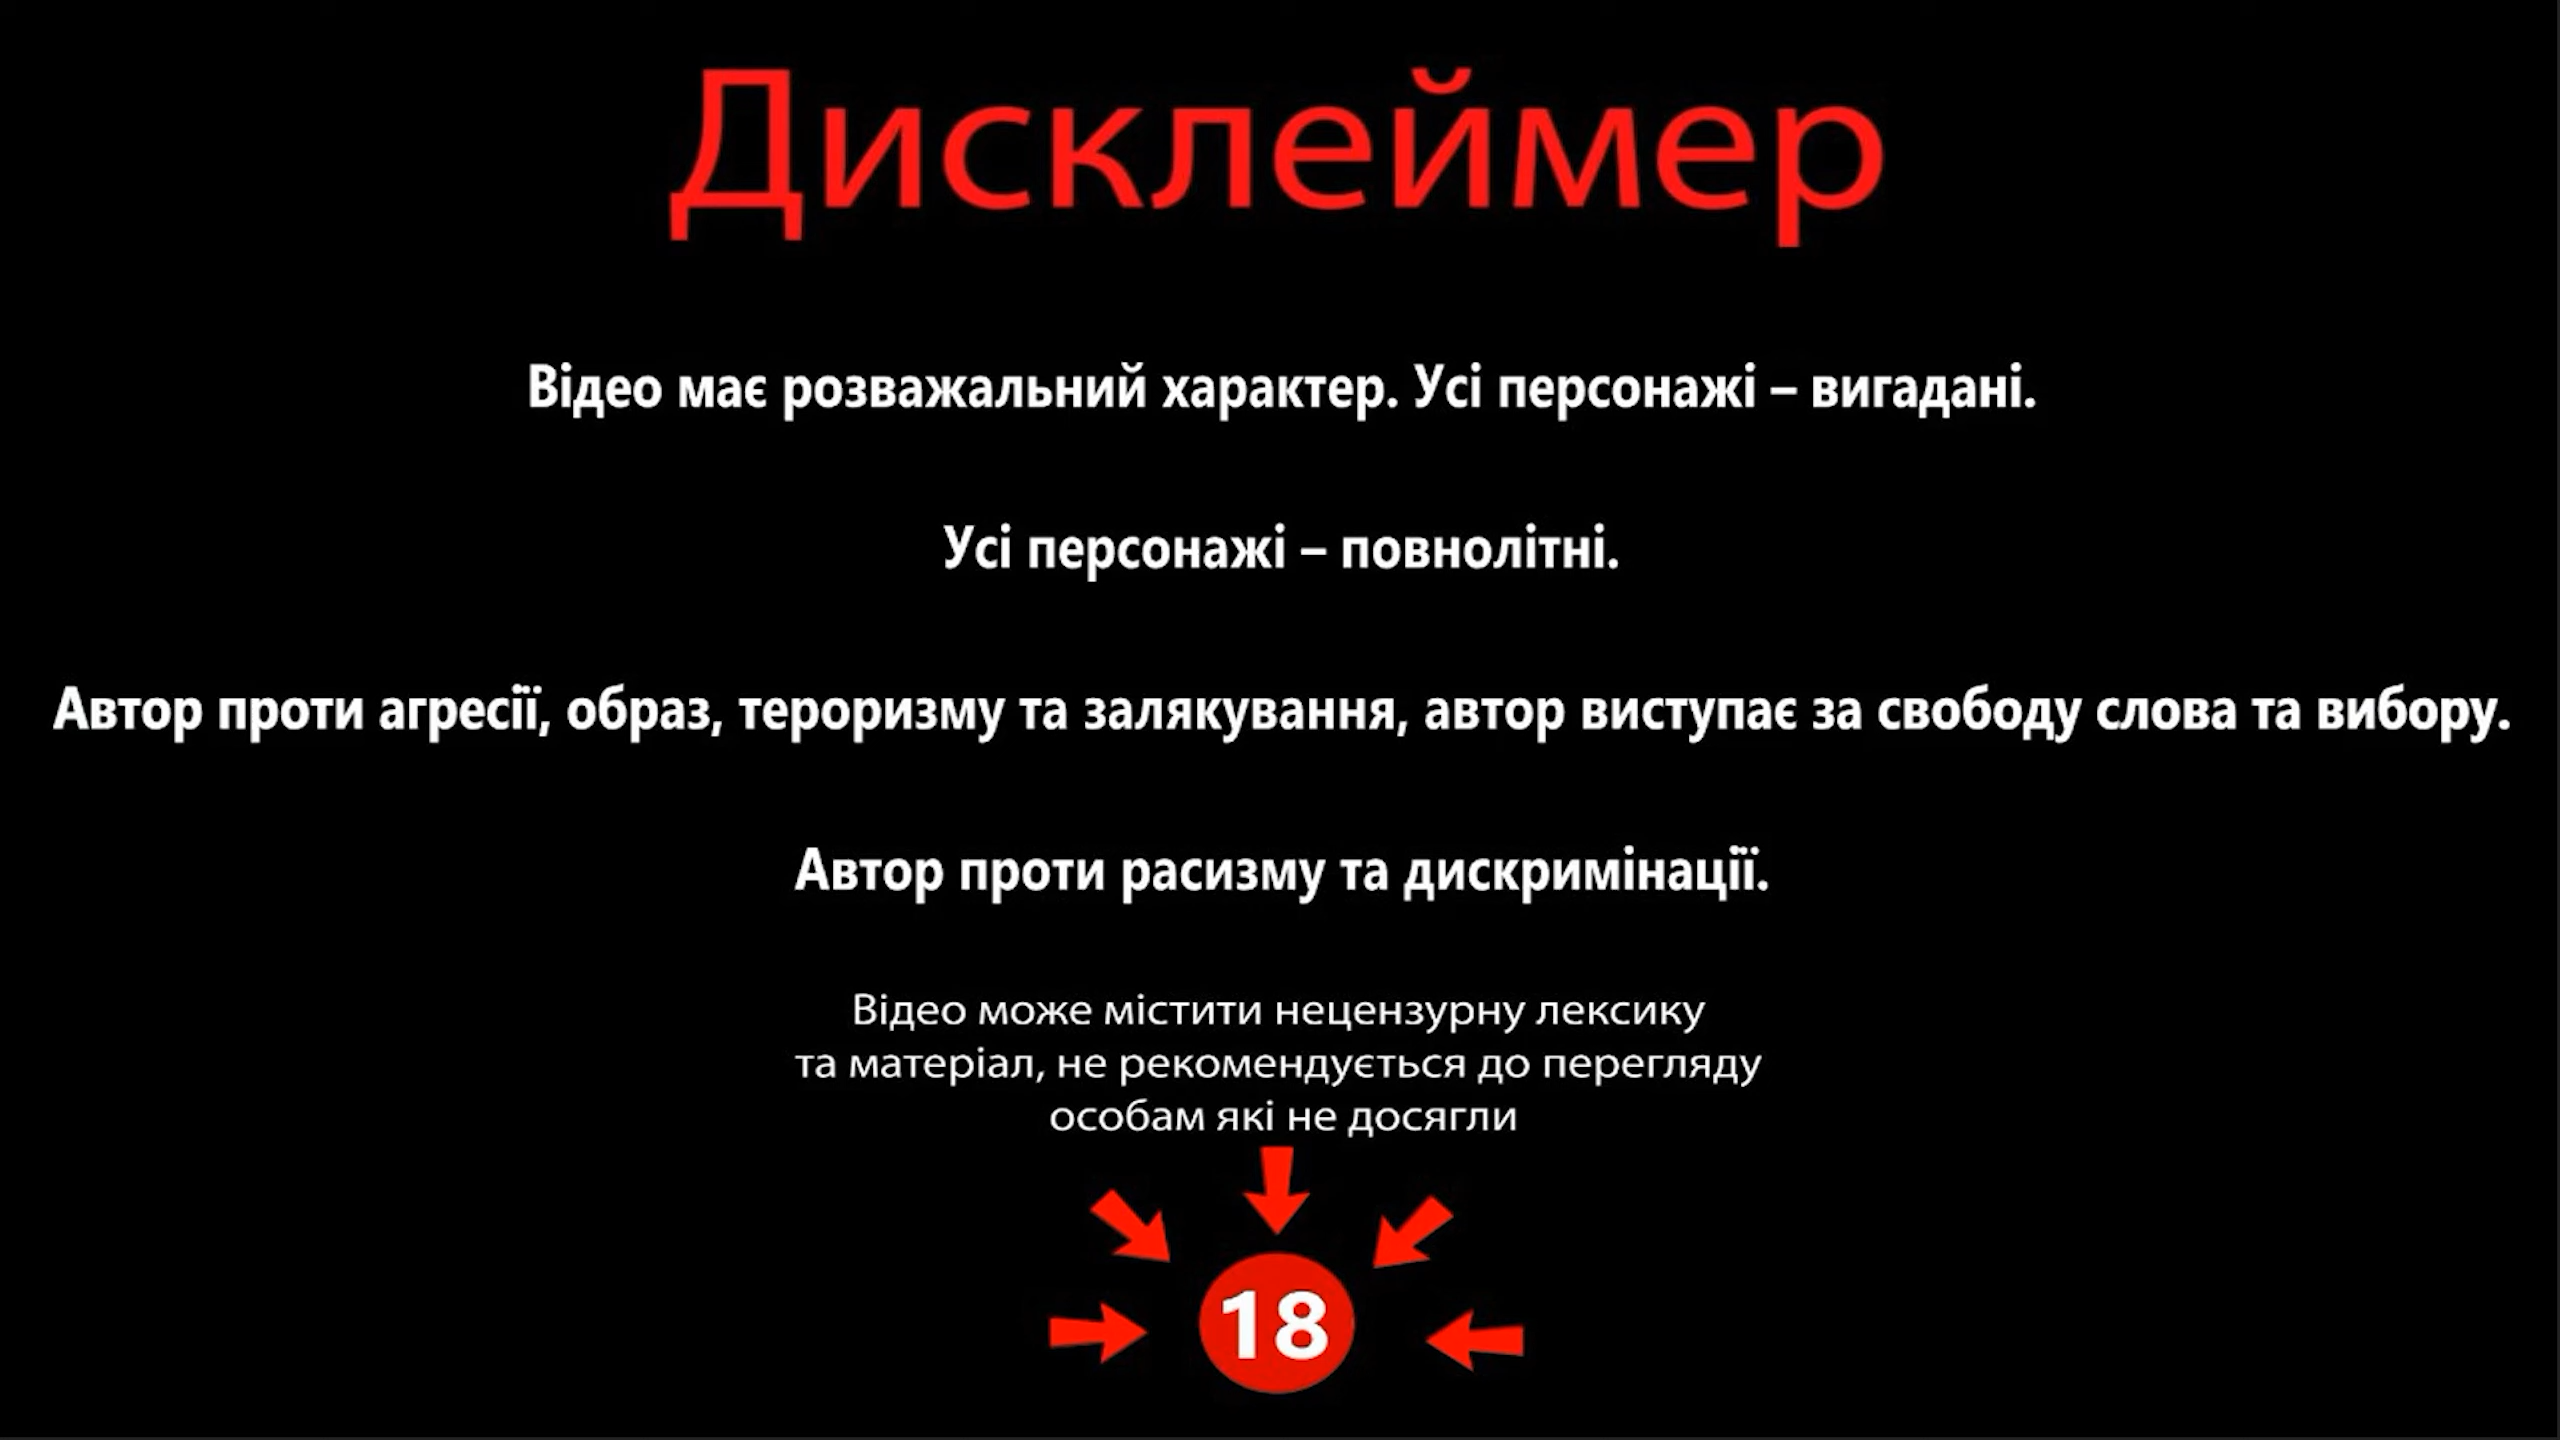 Дисклеймер
Відео має розважальний характер. Усі персонажі – вигадані.
Усі персонажі – повнолітні.
Автор проти агресії, образ, тероризму та залякування, автор виступає за свободу слова та вибору.
Автор проти расизму та дискримінації.
Відео може містити нецензурну лексику
та матеріал, не рекомендується до перегляду
особам які не досягли
18